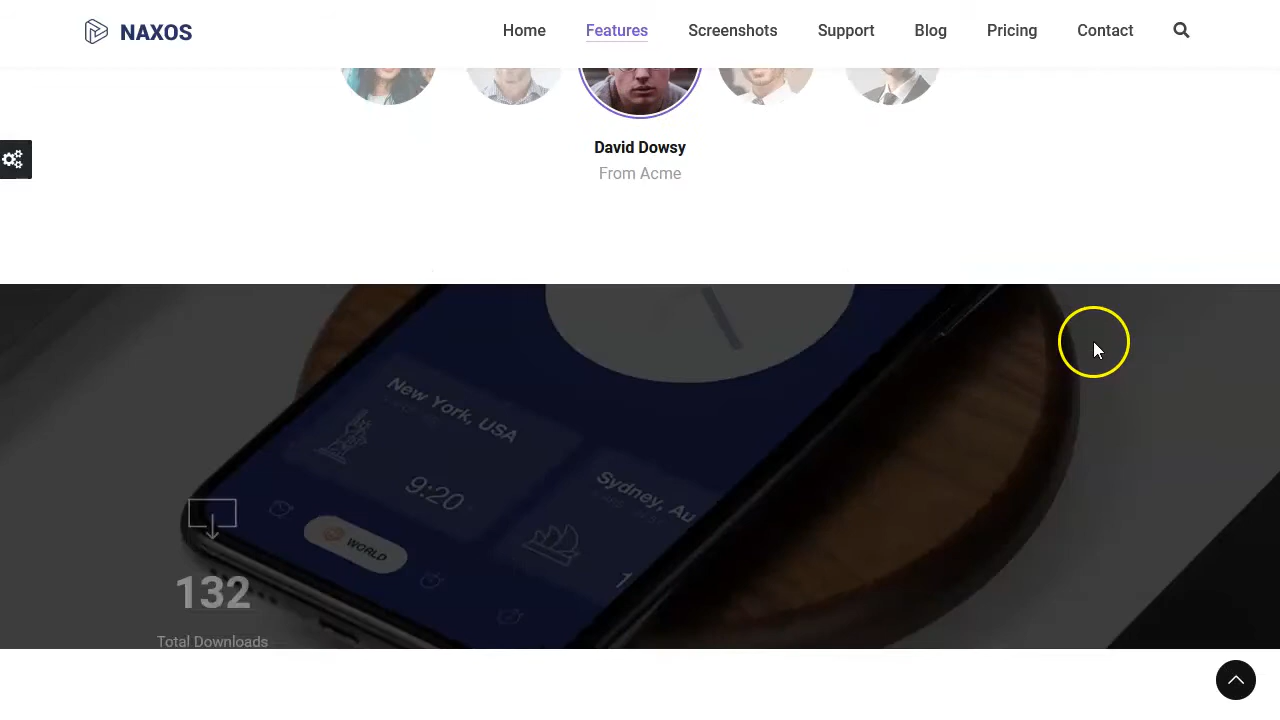 NAXOS
Home Features Screenshots Support Blog Pricing Contact
David Dowsy
From Acme
New York, USA
Sydney, Au
9:20
WORLD
132
Total Downloads